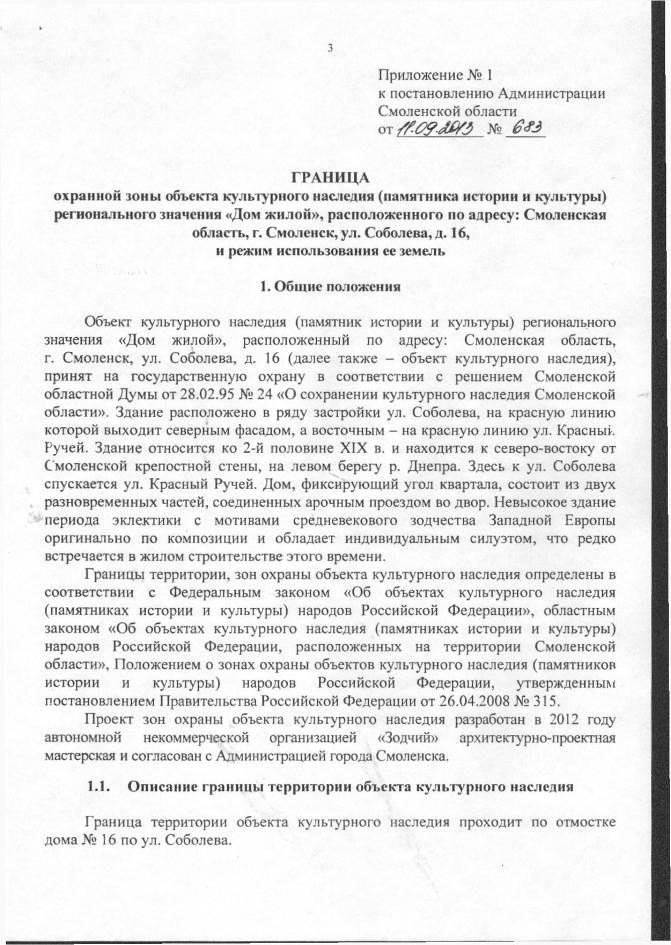 3
Приложение № 1
к постановлению Администрации
Смоленской области
от 11.09.2013 № 683
ГРАНИЦА
охранной зоны объекта культурного наследия (памятника истории и культуры)
регионального значения «Дом жилой», расположенного по адресу: Смоленская
область, г. Смоленск, ул. Соболева, д. 16,
и режим использования ее земель
1. Общие положения
Объект культурного наследия (памятник истории и культуры) регионального
значения «Дом жилой», расположенный по адресу: Смоленская область,
г. Смоленск, ул. Соболева, д. 16 (далее также – объект культурного наследия),
принят на государственную охрану в соответствии с решением Смоленской
областной Думы от 28.02.95 № 24 «О сохранении культурного наследия Смоленской
области». Здание расположено в ряду застройки ул. Соболева, на красную линию
которой выходит северным фасадом, а восточным – на красную линию ул. Красный
Ручей. Здание относится ко 2-й половине XIX в. и находится к северо-востоку от
Смоленской крепостной стены, на левом берегу р. Днепра. Здесь к ул. Соболева
спускается ул. Красный Ручей. Дом, фиксирующий угол квартала, состоит из двух
разновременных частей, соединенных арочным проездом во двор. Невысокое здание
периода эклектики с мотивами средневекового зодчества Западной Европы
оригинально по композиции и обладает индивидуальным силуэтом, что редко
встречается в жилом строительстве этого времени.
Границы территории, зон охраны объекта культурного наследия определены в
соответствии с Федеральным законом «Об объектах культурного наследия
(памятниках истории и культуры) народов Российской Федерации», областным
законом «Об объектах культурного наследия (памятниках истории и культуры)
народов Российской Федерации, расположенных на территории Смоленской
области», Положением о зонах охраны объектов культурного наследия (памятников
истории и культуры) народов Российской Федерации, утвержденным
постановлением Правительства Российской Федерации от 26.04.2008 № 315.
Проект зон охраны объекта культурного наследия разработан в 2012 году
автономной некоммерческой организацией «Зодчий» архитектурно-проектная
мастерская и согласован с Администрацией города Смоленска.
1.1. Описание границы территории объекта культурного наследия
Граница территории объекта культурного наследия проходит по отмостке
дома № 16 по ул. Соболева.